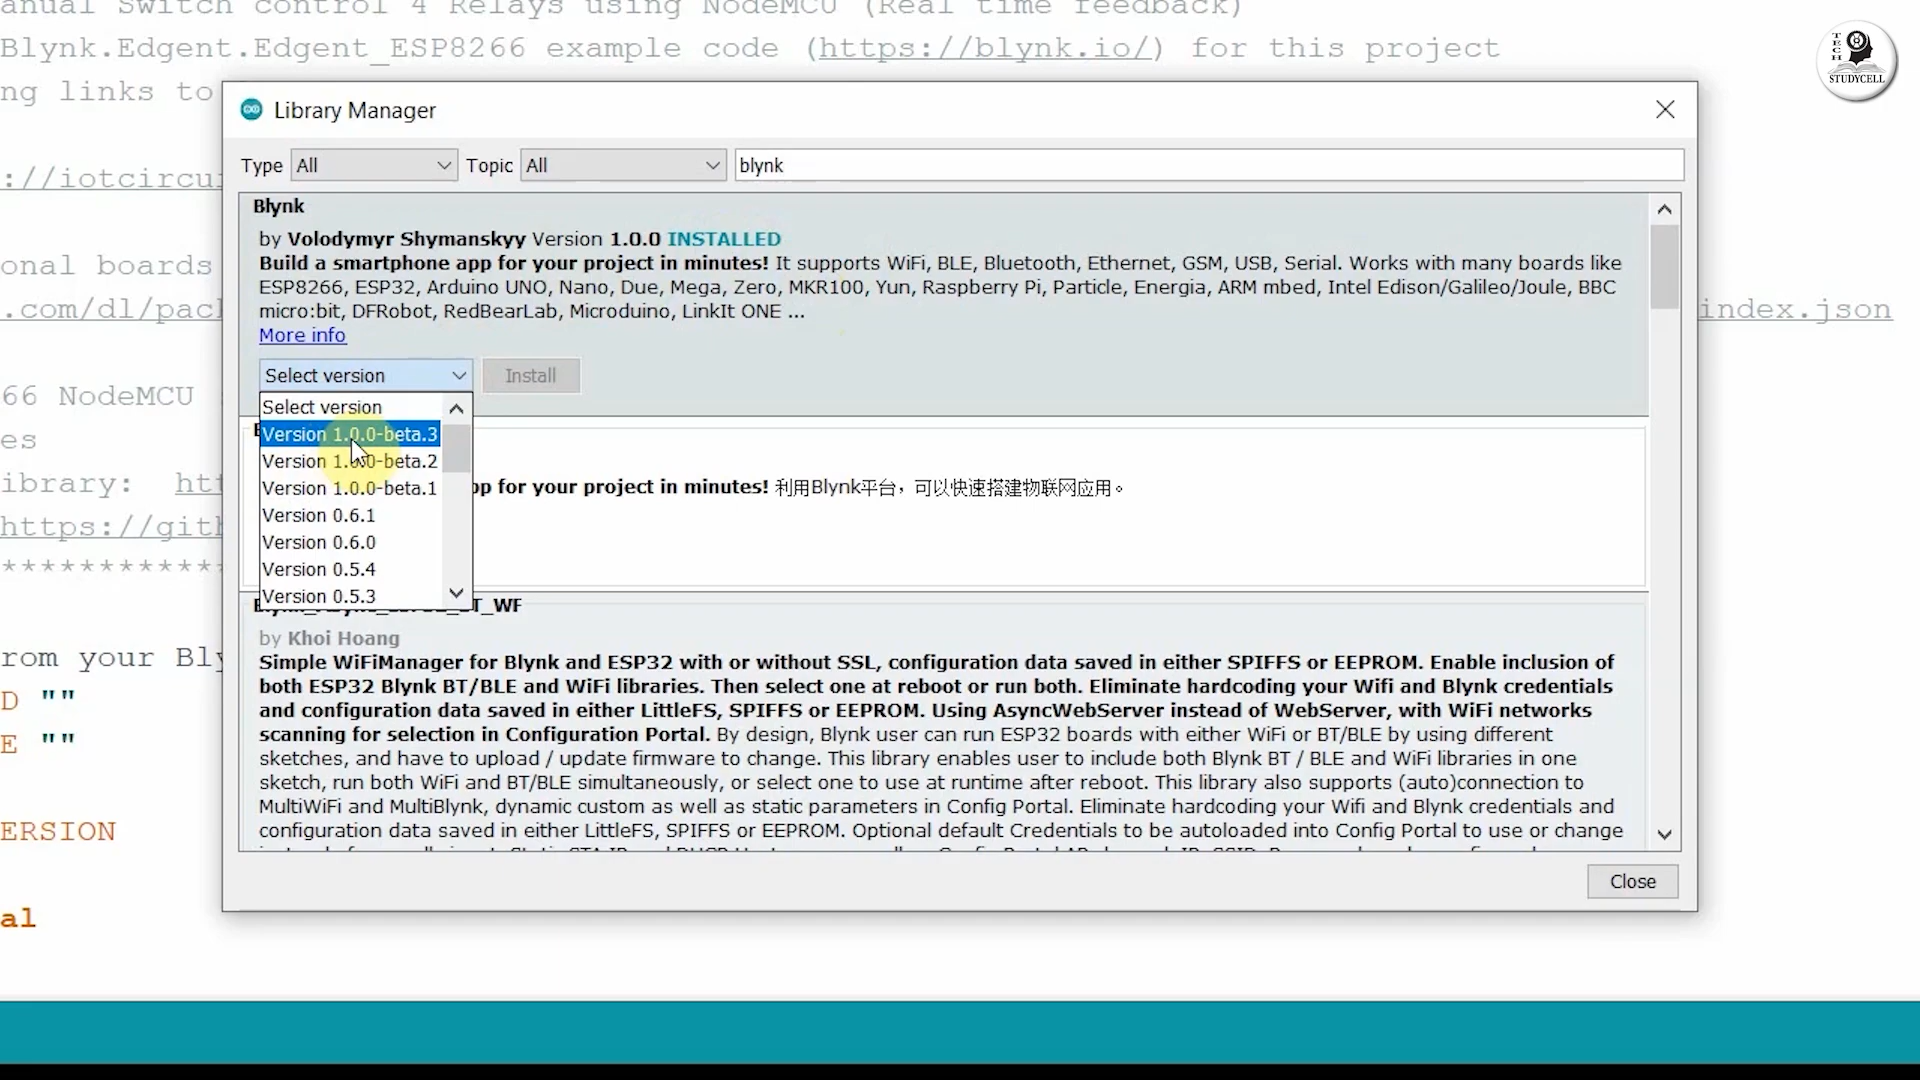 anual Switch control 4 Relays using NodeMCU (Real time feedback)
Blynk.Edgent.Edgent_ESP8266 example code (https://blynk.io/) for this project
ng links to
TECH
STUDYCELL
Library Manager
Type All Topic All blynk
://iotcircui
Blynk
by Volodymyr Shymanskyy Version 1.0.0 INSTALLED
Build a smartphone app for your project in minutes! It supports WiFi, BLE, Bluetooth, Ethernet, GSM, USB, Serial. Works with many boards like
onal boards
ESP8266, ESP32, Arduino UNO, Nano, Due, Mega, Zero, MKR100, Yun, Raspberry Pi, Particle, Energia, ARM mbed, Intel Edison/Galileo/Joule, BBC
.com/dl/pac
index.json
micro:bit, DFRobot, RedBearLab, Microduino, LinkIt ONE ...
More info
Select version Install
66 NodeMCU
Select version
Version 1.0.0-beta.3
es
Version 1.0.0-beta.2
ibrary: htt
Version 1.0.0-beta.1
pp for your project in minutes! 利用Blynk平台，可以快速搭建物联网应用。
Version 0.6.1
https://gith
Version 0.6.0
Version 0.5.4
************
Version 0.5.3
T_WF
by Khoi Hoang
rom your Bly
Simple WiFiManager for Blynk and ESP32 with or without SSL, configuration data saved in either SPIFFS or EEPROM. Enable inclusion of
both ESP32 Blynk BT/BLE and WiFi libraries. Then select one at reboot or run both. Eliminate hardcoding your Wifi and Blynk credentials
D ""
and configuration data saved in either LittleFS, SPIFFS or EEPROM. Using AsyncWebServer instead of WebServer, with WiFi networks
scanning for selection in Configuration Portal. By design, Blynk user can run ESP32 boards with either WiFi or BT/BLE by using different
E ""
sketches, and have to upload / update firmware to change. This library enables user to include both Blynk BT / BLE and WiFi libraries in one
sketch, run both WiFi and BT/BLE simultaneously, or select one to use at runtime after reboot. This library also supports (auto)connection to
MultiWiFi and MultiBlynk, dynamic custom as well as static parameters in Config Portal. Eliminate hardcoding your Wifi and Blynk credentials and
configuration data saved in either LittleFS, SPIFFS or EEPROM. Optional default Credentials to be autoloaded into Config Portal to use or change
ERSION
Close
al